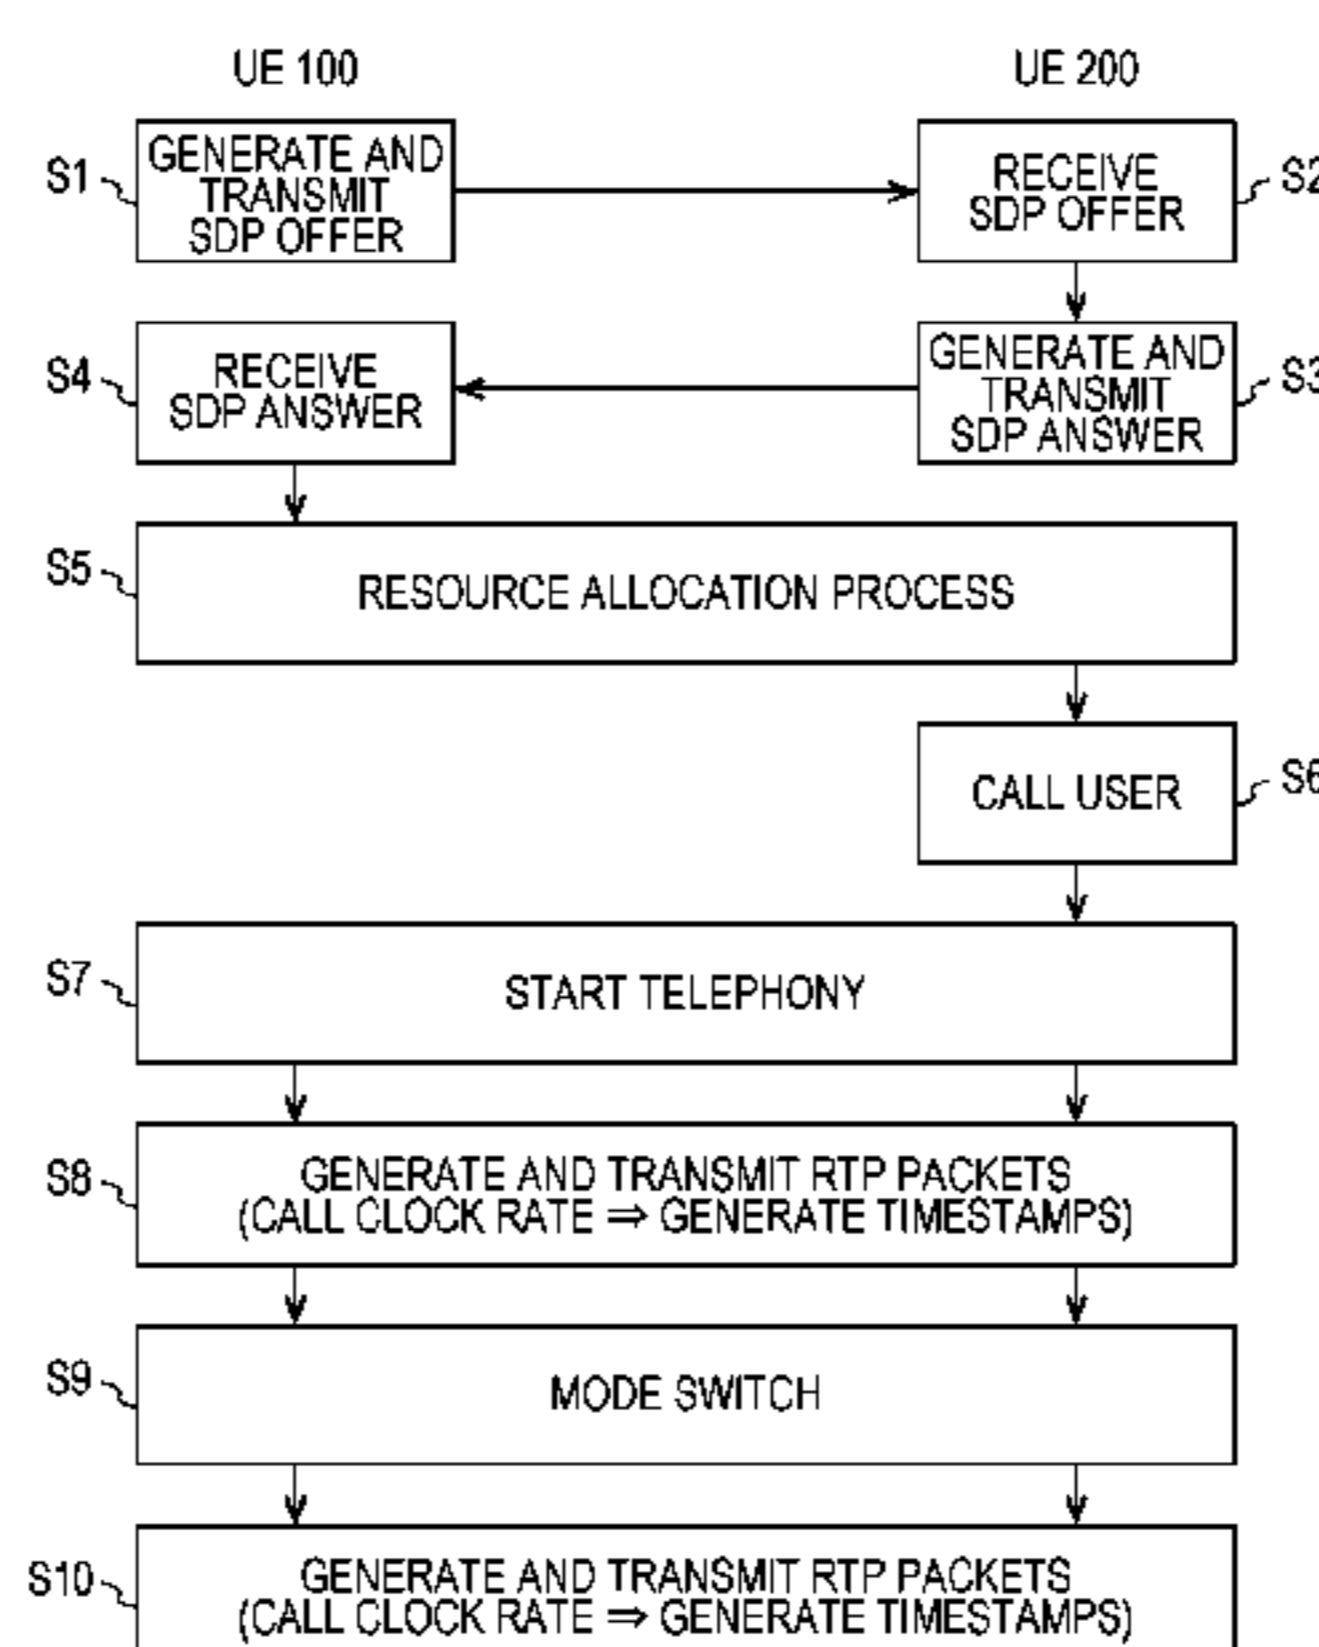 UE 100
UE 200
S1
GENERATE AND
TRANSMIT
SDP OFFER
RECEIVE
SDP OFFER
S2
S4
RECEIVE
SDP ANSWER
GENERATE AND
TRANSMIT
SDP ANSWER
S3
S5
RESOURCE ALLOCATION PROCESS
CALL USER
S6
S7
START TELEPHONY
S8
GENERATE AND TRANSMIT RTP PACKETS
(CALL CLOCK RATE ⇒ GENERATE TIMESTAMPS)
S9
MODE SWITCH
S10
GENERATE AND TRANSMIT RTP PACKETS
(CALL CLOCK RATE ⇒ GENERATE TIMESTAMPS)